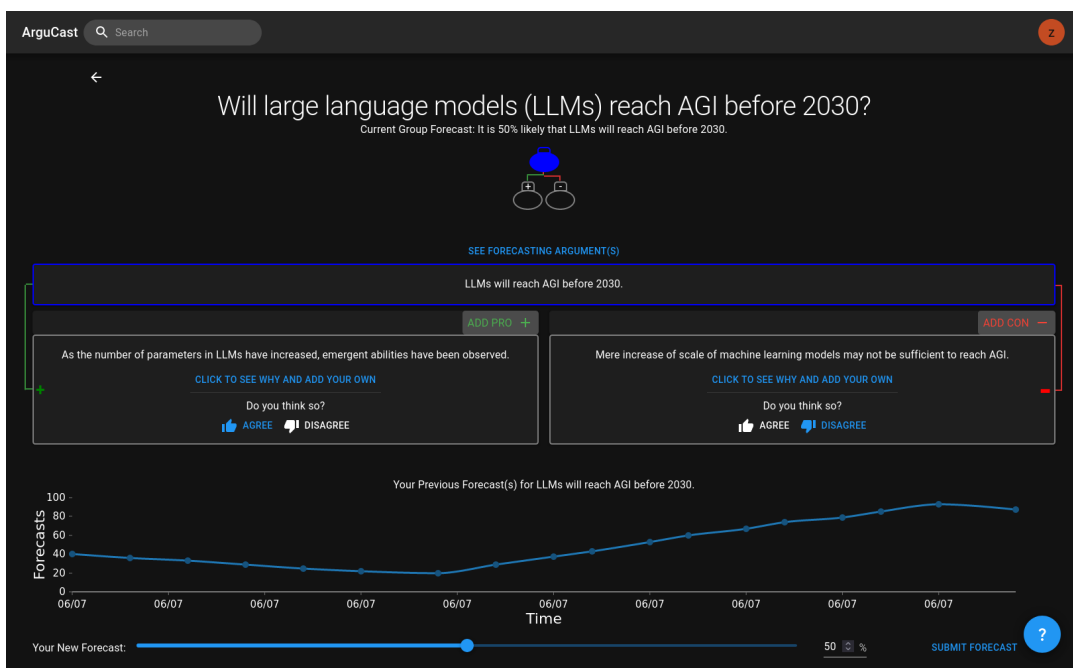 ArguCast
Search
Z
Will large language models (LLMs) reach AGI before 2030?
Current Group Forecast: It is 50% likely that LLMs will reach AGI before 2030.
+ -
SEE FORECASTING ARGUMENT(S)
LLMs will reach AGI before 2030.
ADD PRO +
ADD CON −
As the number of parameters in LLMs have increased, emergent abilities have been observed.
CLICK TO SEE WHY AND ADD YOUR OWN
Do you think so?
AGREE DISAGREE
Mere increase of scale of machine learning models may not be sufficient to reach AGI.
CLICK TO SEE WHY AND ADD YOUR OWN
Do you think so?
AGREE DISAGREE
+
-
Your Previous Forecast(s) for LLMs will reach AGI before 2030.
Forecasts
100
80
60
40
20
0
06/07 06/07 06/07 06/07 06/07 06/07 06/07 06/07 06/07 06/07
Time
Your New Forecast: 50 % SUBMIT FORECAST
?